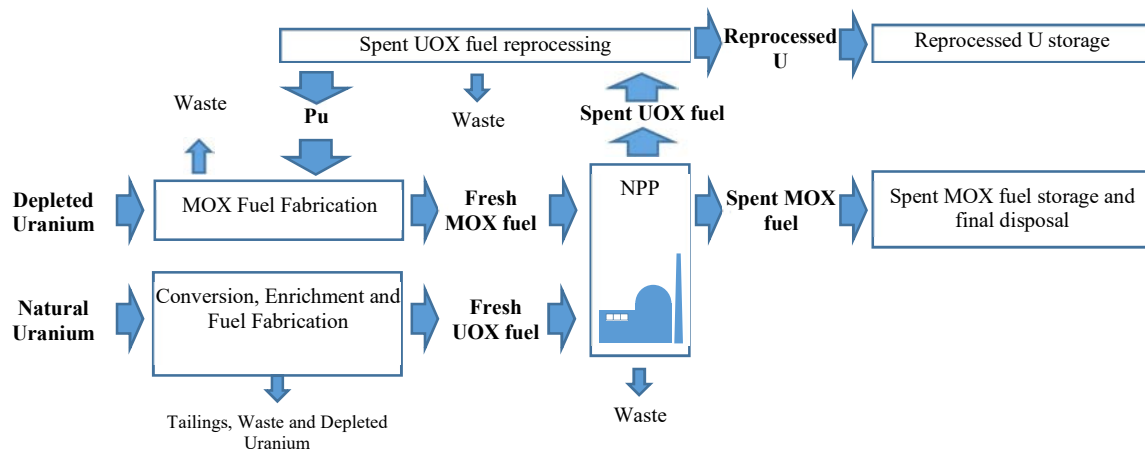 Spent UOX fuel reprocessing
Reprocessed
U
Reprocessed U storage
Waste
Pu
Waste
Spent UOX fuel
Depleted
Uranium
MOX Fuel Fabrication
Fresh
MOX fuel
NPP
Spent MOX
fuel
Spent MOX fuel storage and
final disposal
Natural
Uranium
Conversion, Enrichment and
Fuel Fabrication
Fresh
UOX fuel
Tailings, Waste and Depleted
Uranium
Waste